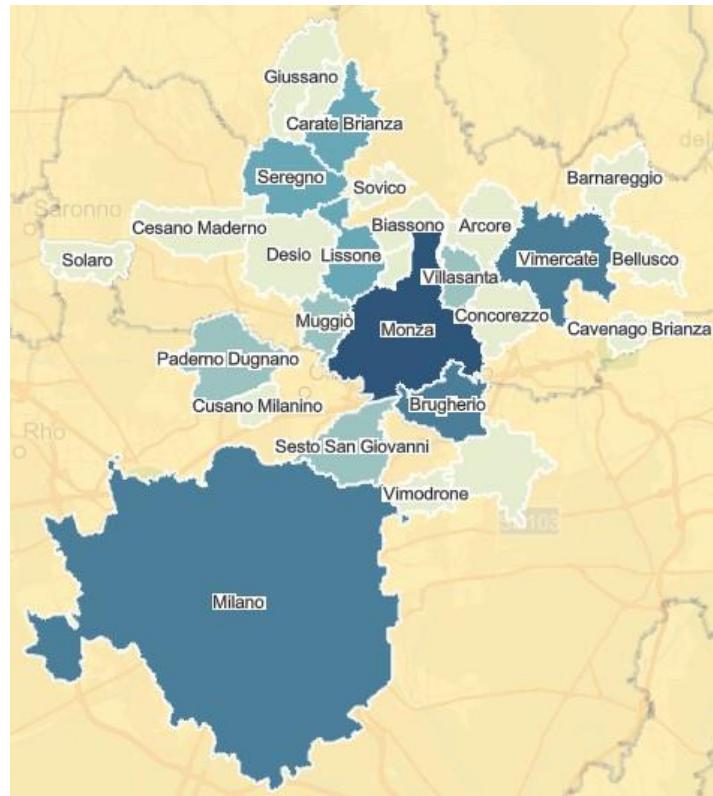 Giussano
Carate Brianza
Seregno
Sovico
Barnareggio
Saronno
Cesano Maderno
Biassono
Arcore
Solaro
Desio
Lissone
Villasanta
Vimercate
Bellusco
Muggiò
Monza
Concorezzo
Cavenago Brianza
Paderno Dugnano
Cusano Milanino
Brugherio
Rho
Sesto San Giovanni
Vimodrone
Milano